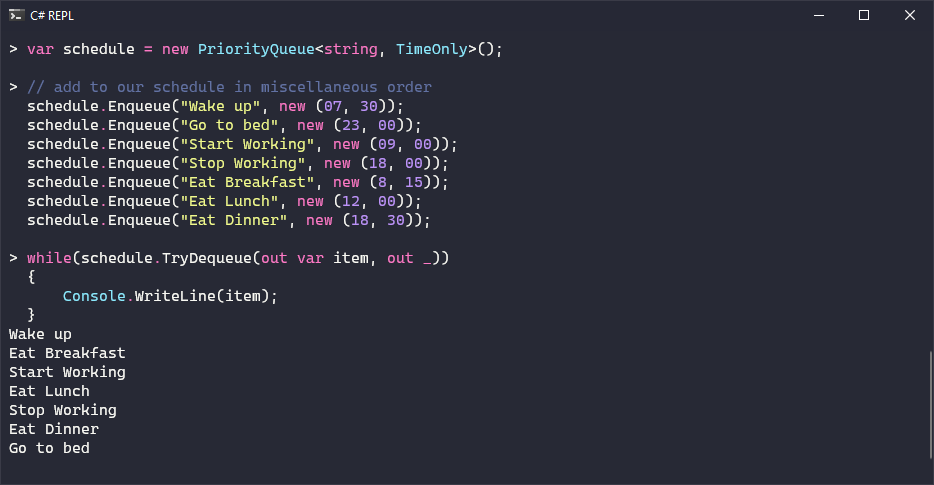 C# REPL
> var schedule = new PriorityQueue<string, TimeOnly>();
> // add to our schedule in miscellaneous order
schedule.Enqueue("Wake up", new (07, 30));
schedule.Enqueue("Go to bed", new (23, 00));
schedule.Enqueue("Start Working", new (09, 00));
schedule.Enqueue("Stop Working", new (18, 00));
schedule.Enqueue("Eat Breakfast", new (8, 15));
schedule.Enqueue("Eat Lunch", new (12, 00));
schedule.Enqueue("Eat Dinner", new (18, 30));
> while(schedule.TryDequeue(out var item, out _))
{
Console.WriteLine(item);
}
Wake up
Eat Breakfast
Start Working
Eat Lunch
Stop Working
Eat Dinner
Go to bed